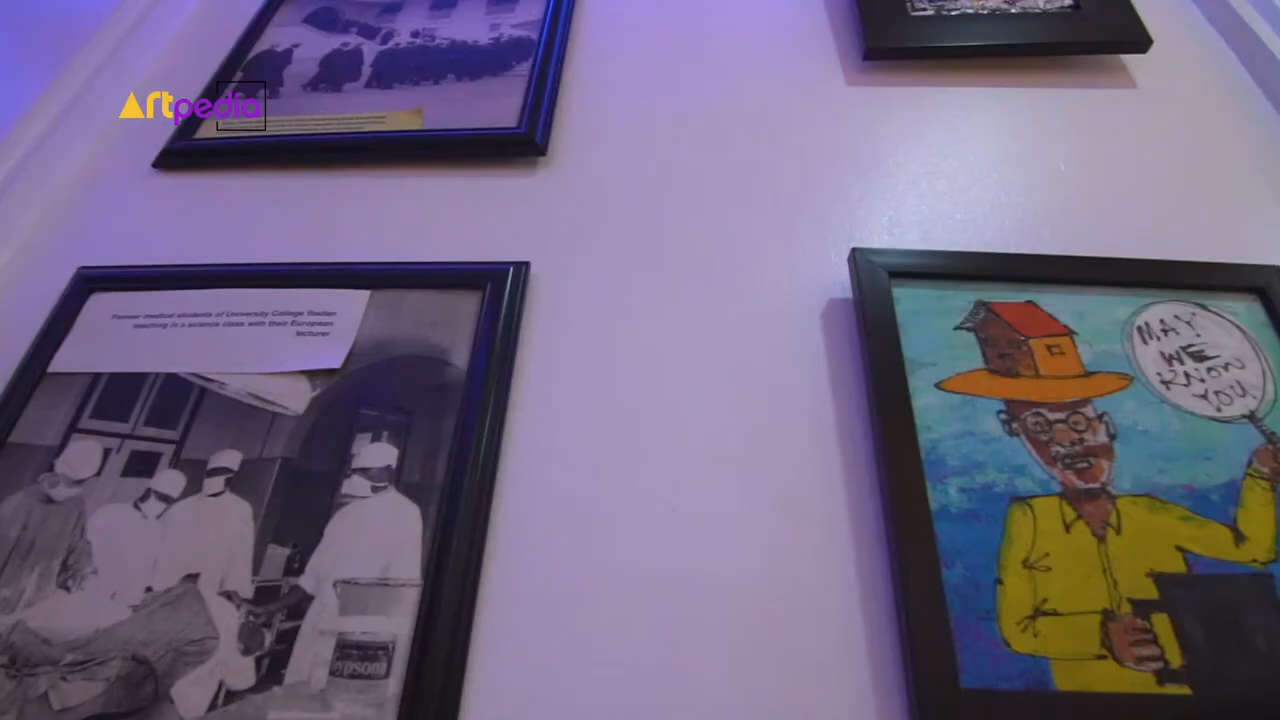 Artpedia
Pioneer medical students of University College Ibadan
teaching in a science class with their European
lecturer
MAY
WE
KNOW
YOU